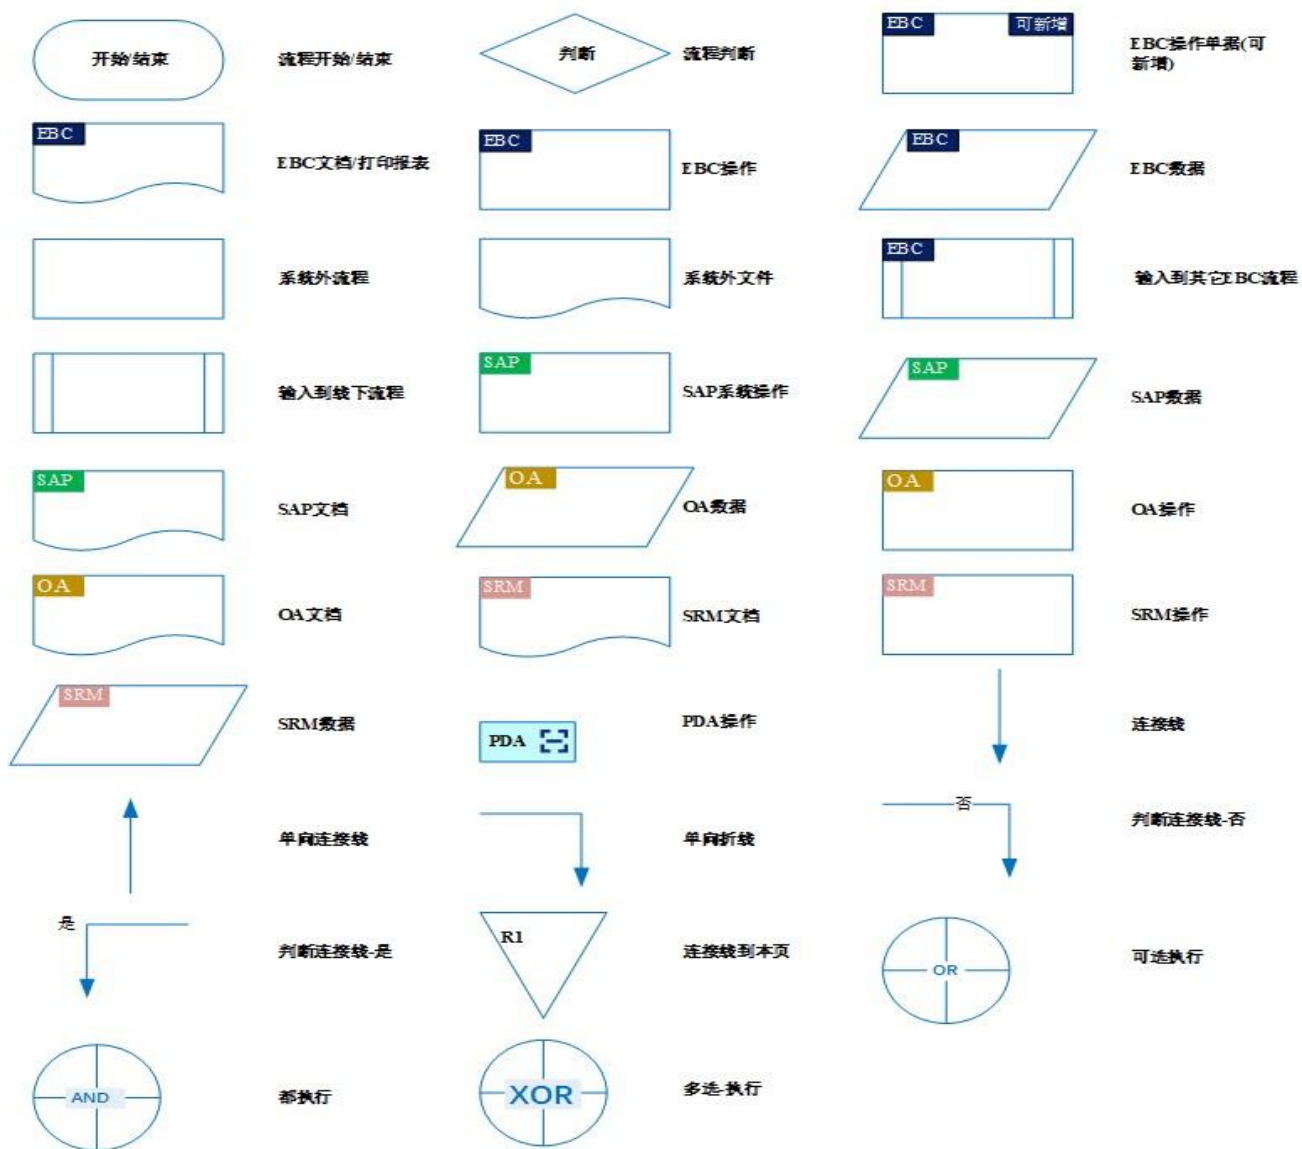 开始/结束
流程开始/结束
判断
流程判断
EBC
可新增
EBC操作单据(可
新增)
EBC
EBC文档/打印报表
EBC
EBC操作
EBC
EBC数据
系统外流程
系统外文件
EBC
输入到其它EBC流程
输入到线下流程
SAP
SAP系统操作
SAP
SAP数据
SAP
SAP文档
OA
OA数据
OA
OA操作
OA
OA文档
SRM
SRM文档
SRM
SRM操作
SRM
SRM数据
PDA
PDA操作
连接线
单向连接线
单向折线
否
判断连接线-否
是
判断连接线-是
R1
连接线到本页
OR
可选执行
AND
都执行
XOR
多选-执行